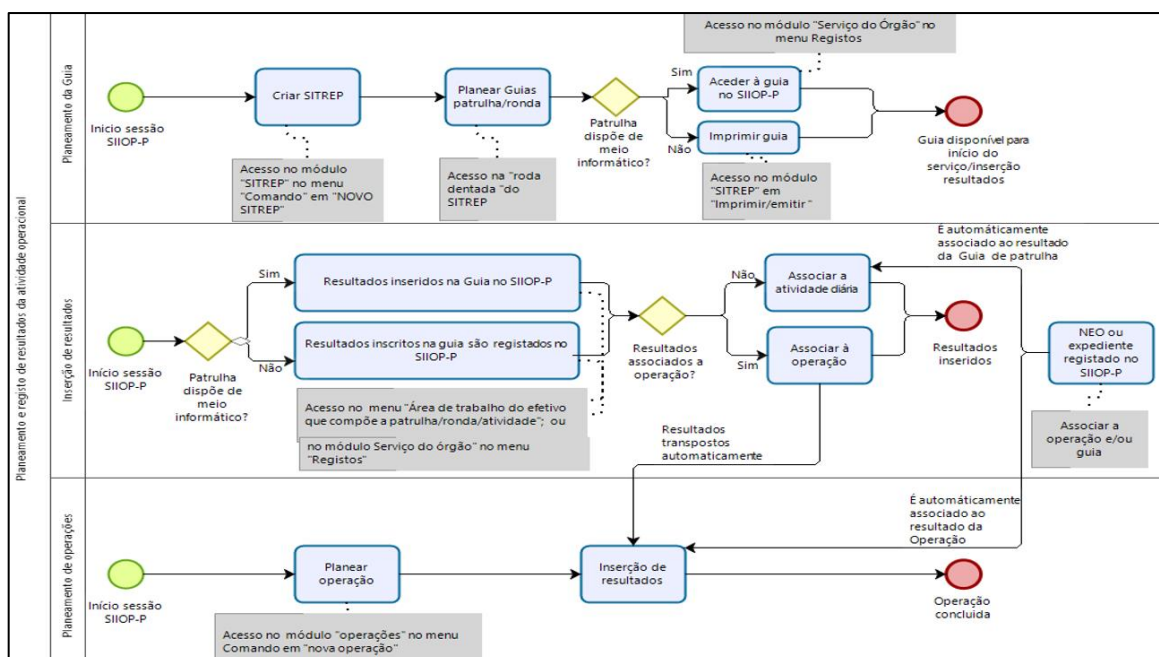 Planeamento e registo de resultados da atividade operacional
Planeamento da Guia
Inicio sessão
SIIOP-P
Criar SITREP
Acesso no módulo
"SITREP" no menu
"Comando" em "NOVO
SITREP"
Planear Guias
patrulha/ronda
Acesso na "roda
dentada "do
SITREP
Patrulha
dispõe de
meio
informático?
Sim
Não
Acesso no módulo "Serviço do Órgão" no
menu Registos
Aceder à guia
no SIIOP-P
Imprimir guia
Acesso no módulo
"SITREP" em
"Imprimir/emitir "
Guia disponível para
início do
serviço/inserção
resultados
Inserção de resultados
Início sessão
SIIOP-P
Patrulha
dispõe de
meio
informático?
Sim
Não
Resultados inseridos na Guia no SIIOP-P
Resultados inscritos na guia são registados no
SIIOP-P
Acesso no menu "Área de trabalho do efetivo
que compõe a patrulha/ronda/atividade"; ou
no módulo Serviço do órgão" no menu
"Registos"
Resultados
associados a
operação?
Não
Sim
Associar a
atividade diária
Associar à
operação
Resultados
inseridos
É automáticamente
associado ao resultado
da Guia de patrulha
NEO ou
expediente
registado no
SIIOP-P
Associar a
operação e/ou
guia
Resultados
transpostos
automaticamente
É automáticamente
associado ao
resultado da
Operação
Planeamento de operações
Início sessão
SIIOP-P
Planear
operação
Acesso no módulo "operações" no menu
Comando em "nova operação"
Inserção de
resultados
Operação
concluida